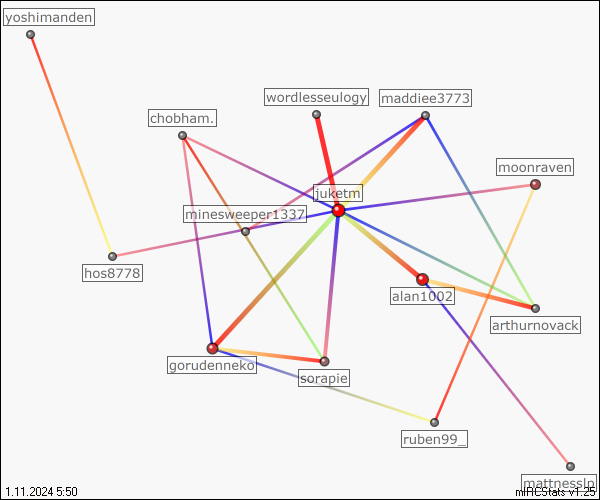 yoshimanden
wordlesseulogy
maddiee3773
chobham.
moonraven
juketm
minesweeper1337
hos8778
alan1002
arthurnovack
gorudenneko
sorapie
ruben99_
mattnesslp
1.11.2024 5:50
mIRCStats v1.25